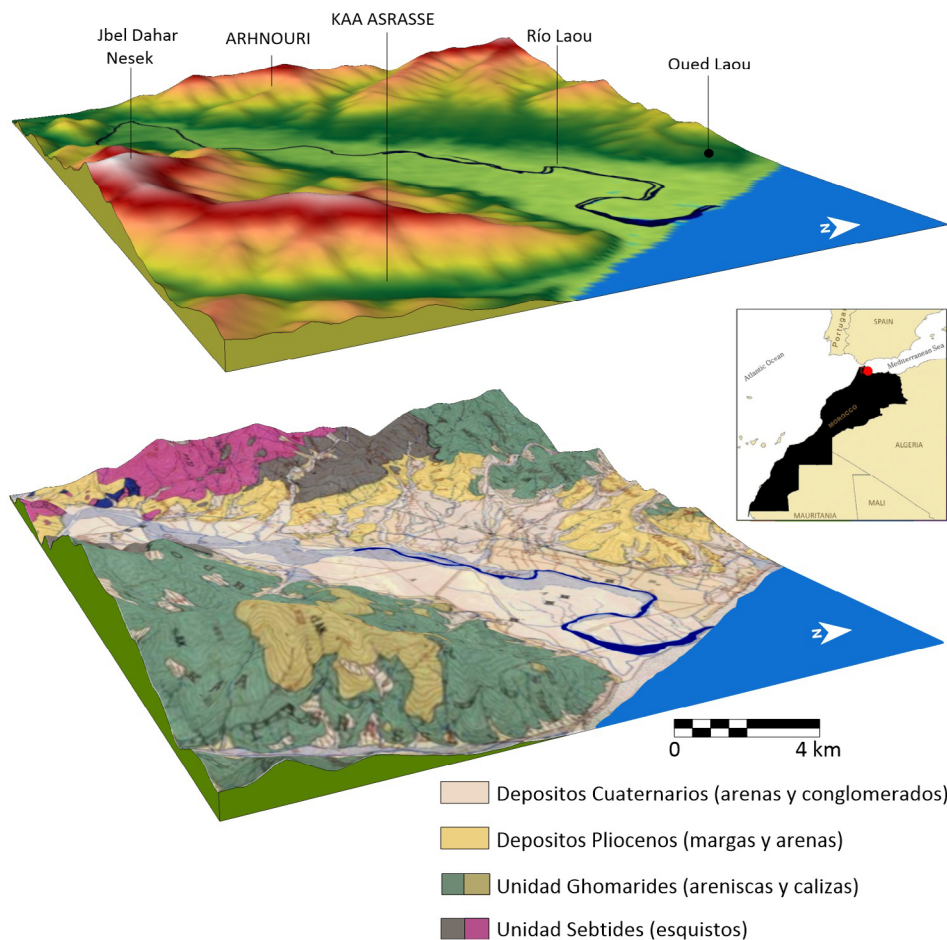 KAA ASRASSE
Jbel Dahar
Nesek
ARHNOURI
Río Laou
Oued Laou
N
SPAIN
Portugal
Mediterranean Sea
Atlantic Ocean
MOROCCO
ALGERIA
MALI
MAURITANIA
N
0 4 km
Depositos Cuaternarios (arenas y conglomerados)
Depositos Pliocenos (margas y arenas)
Unidad Ghomarides (areniscas y calizas)
Unidad Sebtides (esquistos)